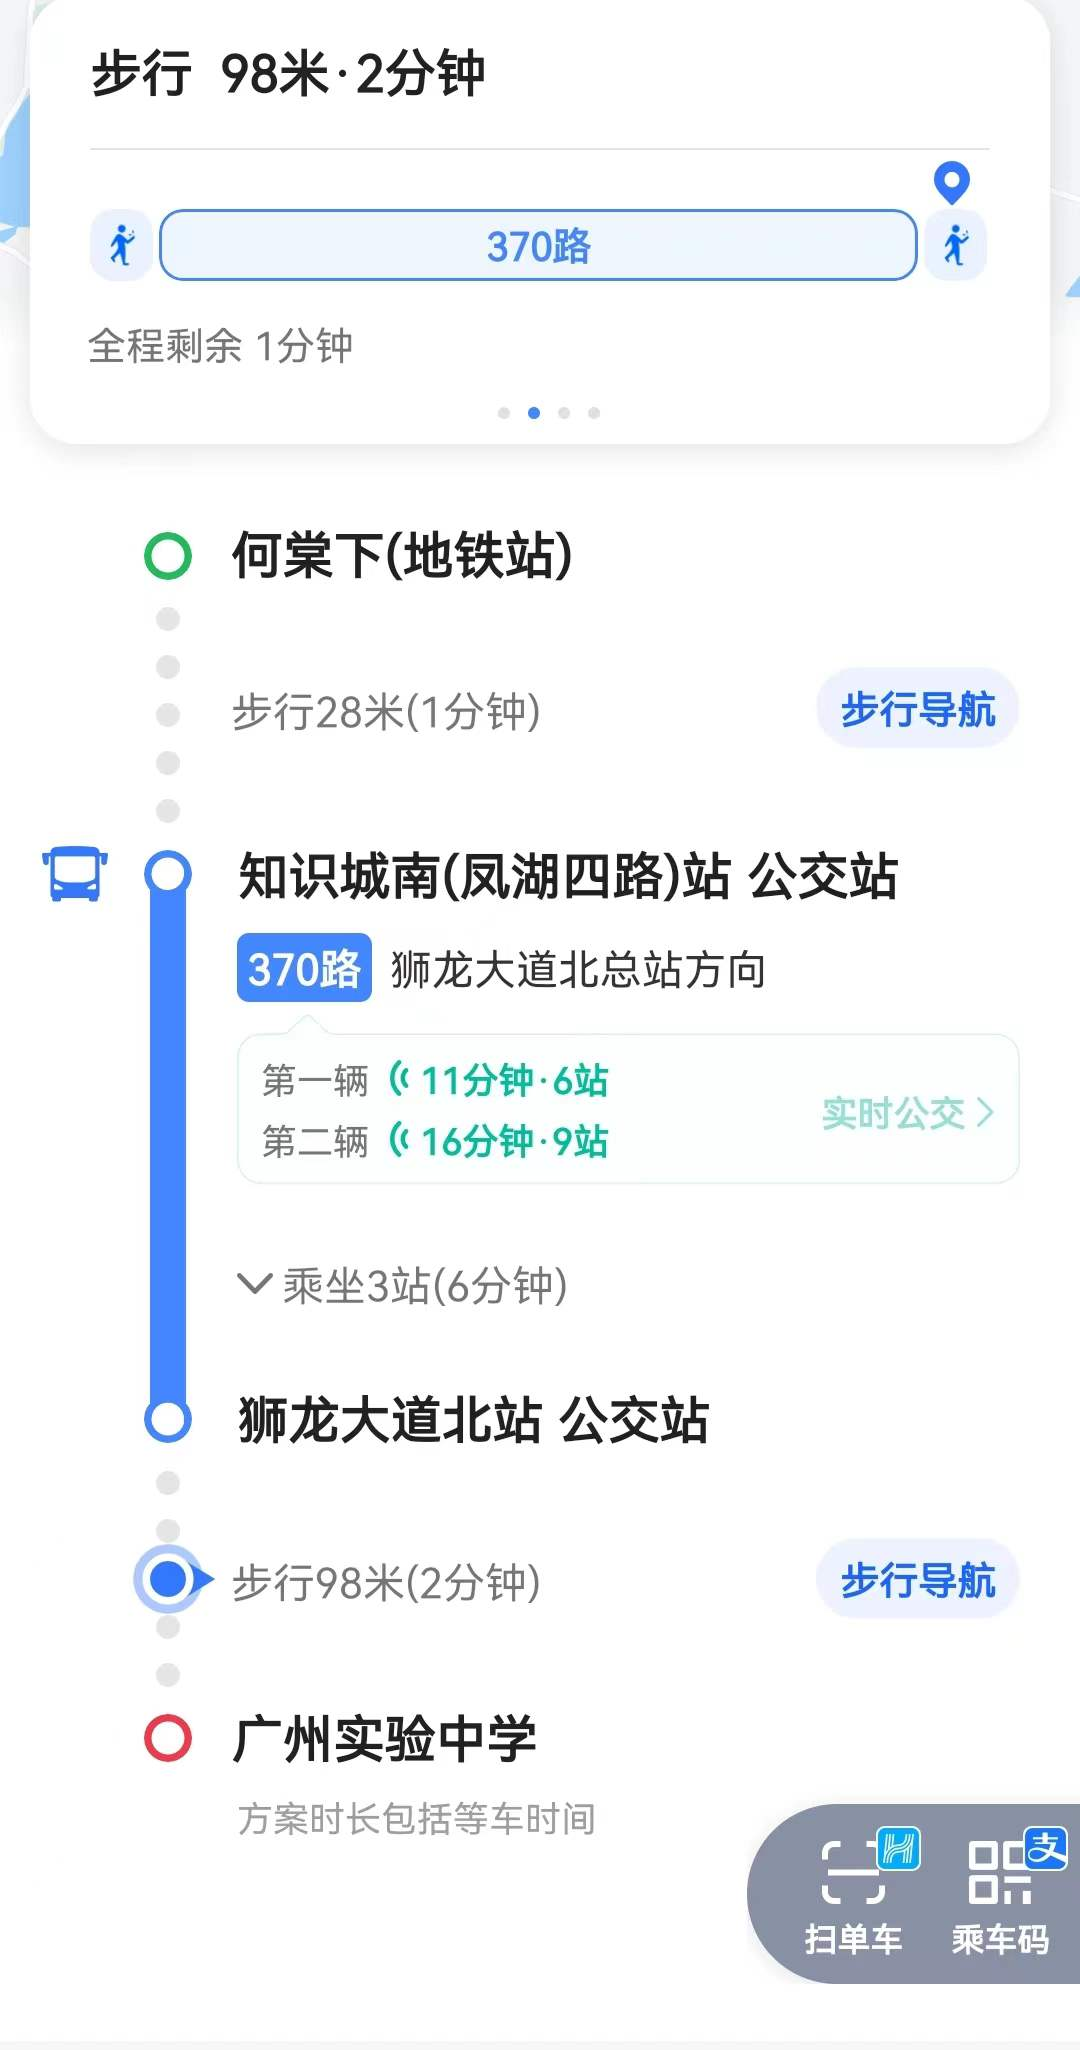 步行 98米·2分钟
370路
全程剩余 1分钟
何棠下(地铁站)
步行28米(1分钟)
步行导航
知识城南(凤湖四路)站 公交站
370路 狮龙大道北总站方向
第一辆 11分钟·6站
第二辆 16分钟·9站
实时公交
乘坐3站(6分钟)
狮龙大道北站 公交站
步行98米(2分钟)
步行导航
广州实验中学
方案时长包括等车时间
支
扫单车 乘车码